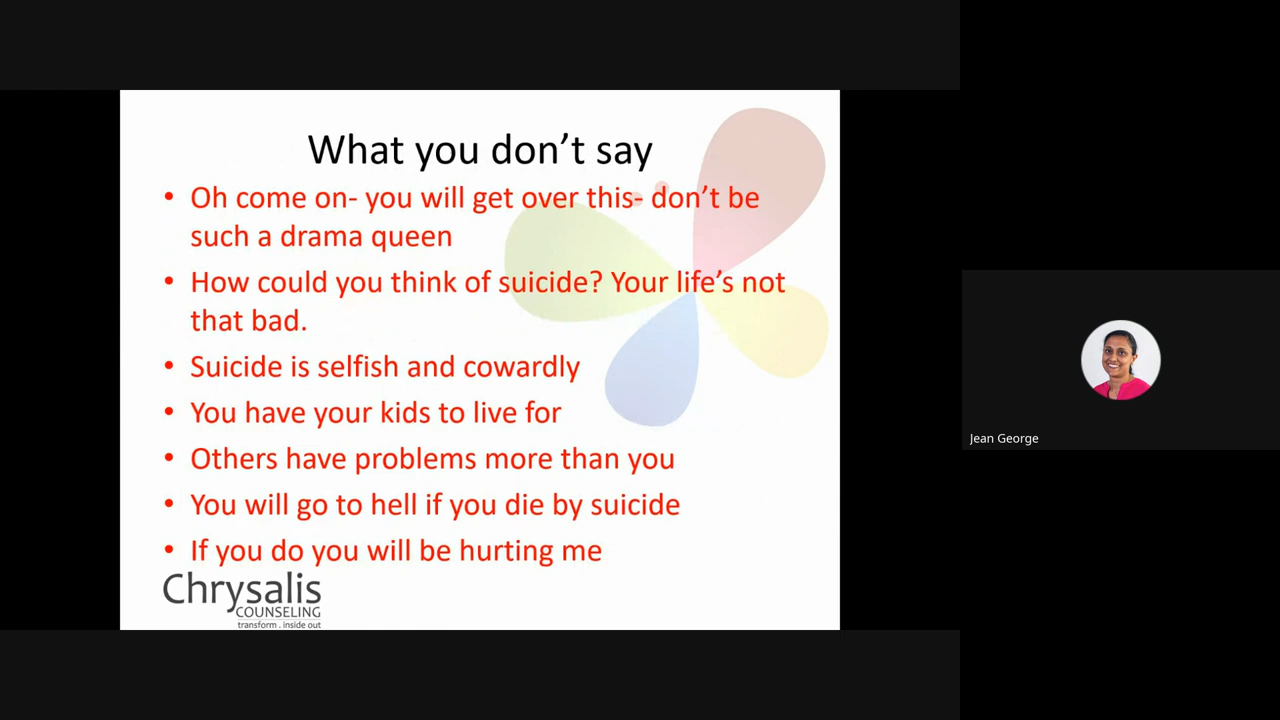 What you don't say
• Oh come on- you will get over this- don't be
such a drama queen
• How could you think of suicide? Your life's not
that bad.
• Suicide is selfish and cowardly
• You have your kids to live for
• Others have problems more than you
• You will go to hell if you die by suicide
• If you do you will be hurting me
Chrysalis
COUNSELING
transform . inside out
Jean George